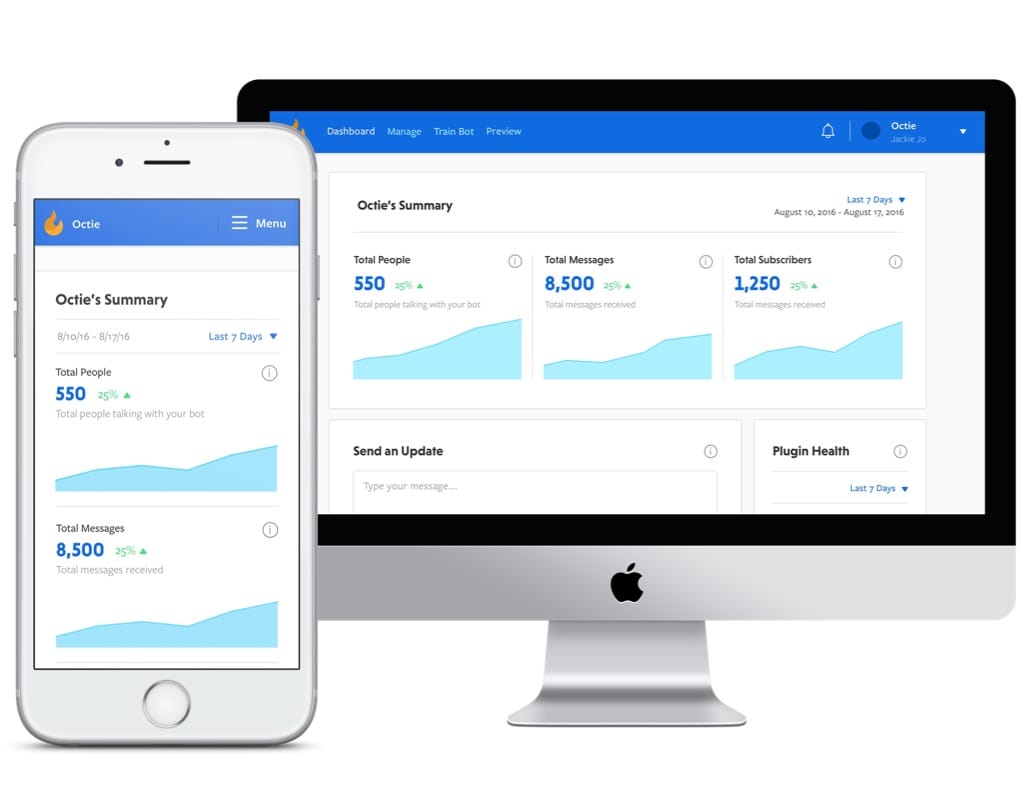 Octie
Menu
Octie's Summary
8/10/16 - 8/17/16
Last 7 Days
Total People
550 25%
Total people talking with your bot
Total Messages
8,500 25%
Total messages received
Dashboard Manage Train Bot Preview
Octie
Jackie Jo
Octie's Summary
Last 7 Days
August 10, 2016 - August 17, 2016
Total People
550 25%
Total people talking with your bot
Total Messages
8,500 25%
Total messages received
Total Subscribers
1,250 25%
Total messages received
Send an Update
Type your message....
Plugin Health
Last 7 Days